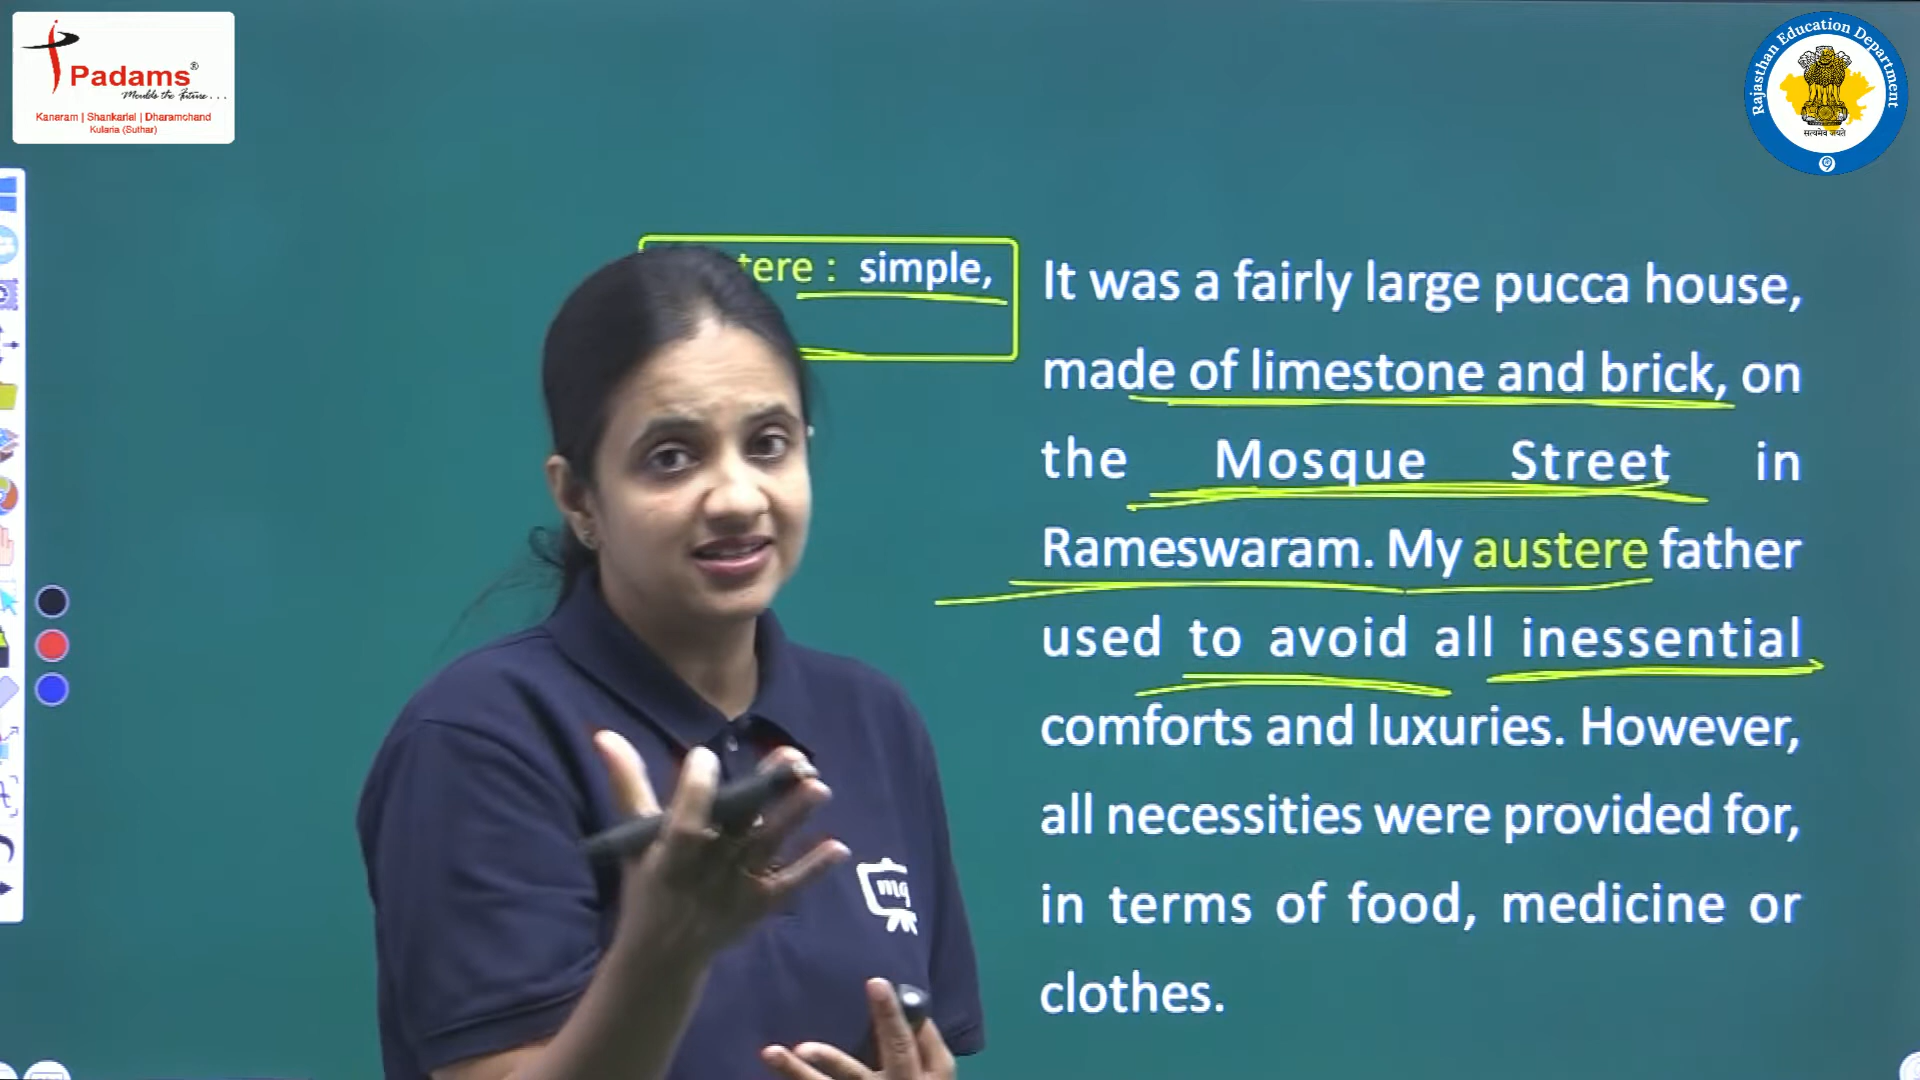 Padams®
Moulds the Future...
Kanaram | Shankarlal | Dharamchand
Kularia (Suthar)
Rajasthan Education Department
सत्यमेव जयते
tere : simple,
It was a fairly large pucca house,
made of limestone and brick, on
the Mosque Street in
Rameswaram. My austere father
used to avoid all inessential
comforts and luxuries. However,
all necessities were provided for,
in terms of food, medicine or
clothes.
mg